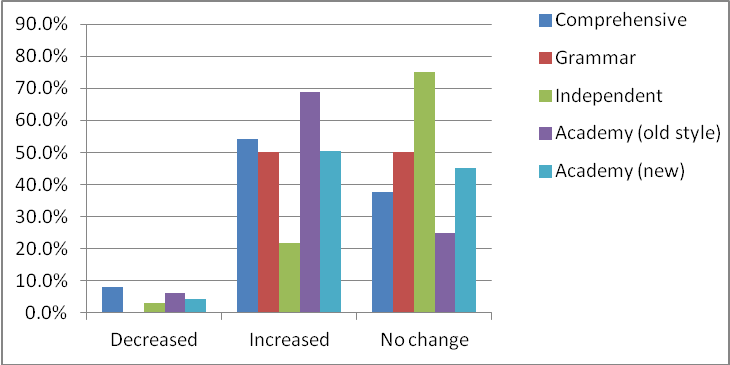 90.0%
80.0%
70.0%
60.0%
50.0%
40.0%
30.0%
20.0%
10.0%
0.0%
Decreased
Increased
No change
Comprehensive
Grammar
Independent
Academy (old style)
Academy (new)